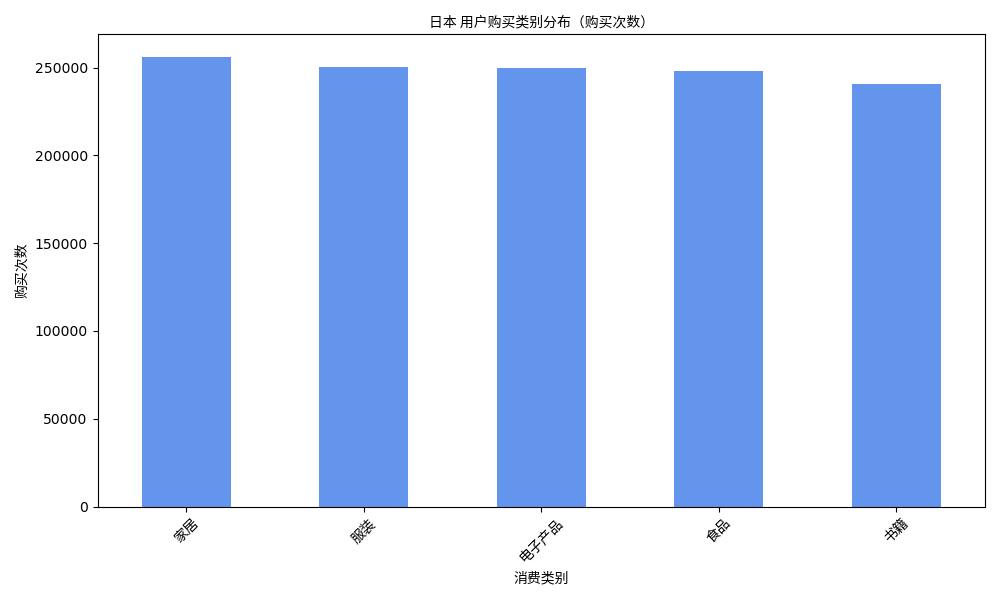 日本 用户购买类别分布（购买次数）
购买次数
250000
200000
150000
100000
50000
0
家居
服装
电子产品
食品
书籍
消费类别